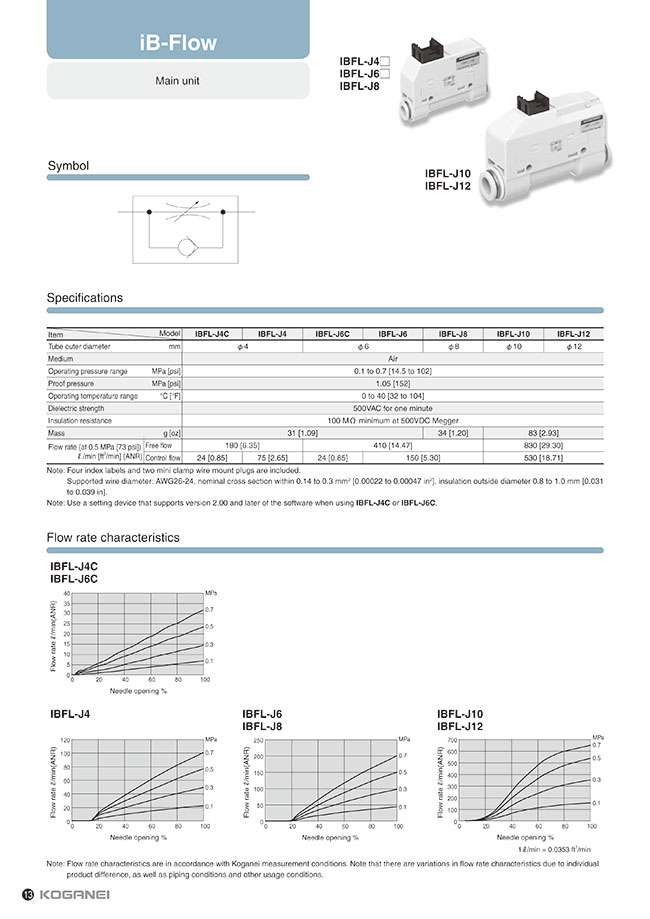 iB-Flow
Main unit
IBFL-J4□
IBFL-J6□
IBFL-J8
IBFL-J10
IBFL-J12
Symbol
Specifications
Item Model IBFL-J4C IBFL-J4 IBFL-J6C IBFL-J6 IBFL-J8 IBFL-J10 IBFL-J12
Tube outer diameter mm φ4 φ6 φ8 φ10 φ12
Medium Air
Operating pressure range MPa [psi] 0.1 to 0.7 [14.5 to 102]
Proof pressure MPa [psi] 1.05 [152]
Operating temperature range °C [°F] 0 to 40 [32 to 104]
Dielectric strength 500VAC for one minute
Insulation resistance 100 MΩ minimum at 500VDC Megger
Mass g [oz] 31 [1.09] 34 [1.20] 83 [2.93]
Flow rate (at 0.5 MPa [73 psi]) Free flow 180 [6.35] 410 [14.47] 830 [29.30]
ℓ/min [ft³/min] (ANR) Control flow 24 [0.85] 75 [2.65] 24 [0.85] 150 [5.30] 530 [18.71]
Note: Four index labels and two mini clamp wire mount plugs are included.
Supported wire diameter: AWG26-24, nominal cross section within 0.14 to 0.3 mm² [0.00022 to 0.00047 in²], insulation outside diameter 0.8 to 1.0 mm [0.031
to 0.039 in].
Note: Use a setting device that supports version 2.00 and later of the software when using IBFL-J4C or IBFL-J6C.
Flow rate characteristics
IBFL-J4C
IBFL-J6C
Flow rate ℓ/min(ANR)
40
35
30
25
20
15
10
5
0
MPa
0.7
0.5
0.3
0.1
0 20 40 60 80 100
Needle opening %
IBFL-J4
Flow rate ℓ/min(ANR)
120
100
80
60
40
20
0
MPa
0.7
0.5
0.3
0.1
0 20 40 60 80 100
Needle opening %
IBFL-J6
IBFL-J8
Flow rate ℓ/min(ANR)
250
200
150
100
50
0
MPa
0.7
0.5
0.3
0.1
0 20 40 60 80 100
Needle opening %
IBFL-J10
IBFL-J12
Flow rate ℓ/min(ANR)
700
600
500
400
300
200
100
0
MPa
0.7
0.5
0.3
0.1
0 20 40 60 80 100
Needle opening %
1ℓ/min = 0.0353 ft³/min
Note: Flow rate characteristics are in accordance with Koganei measurement conditions. Note that there are variations in flow rate characteristics due to individual
product difference, as well as piping conditions and other usage conditions.
13 KOGANEI